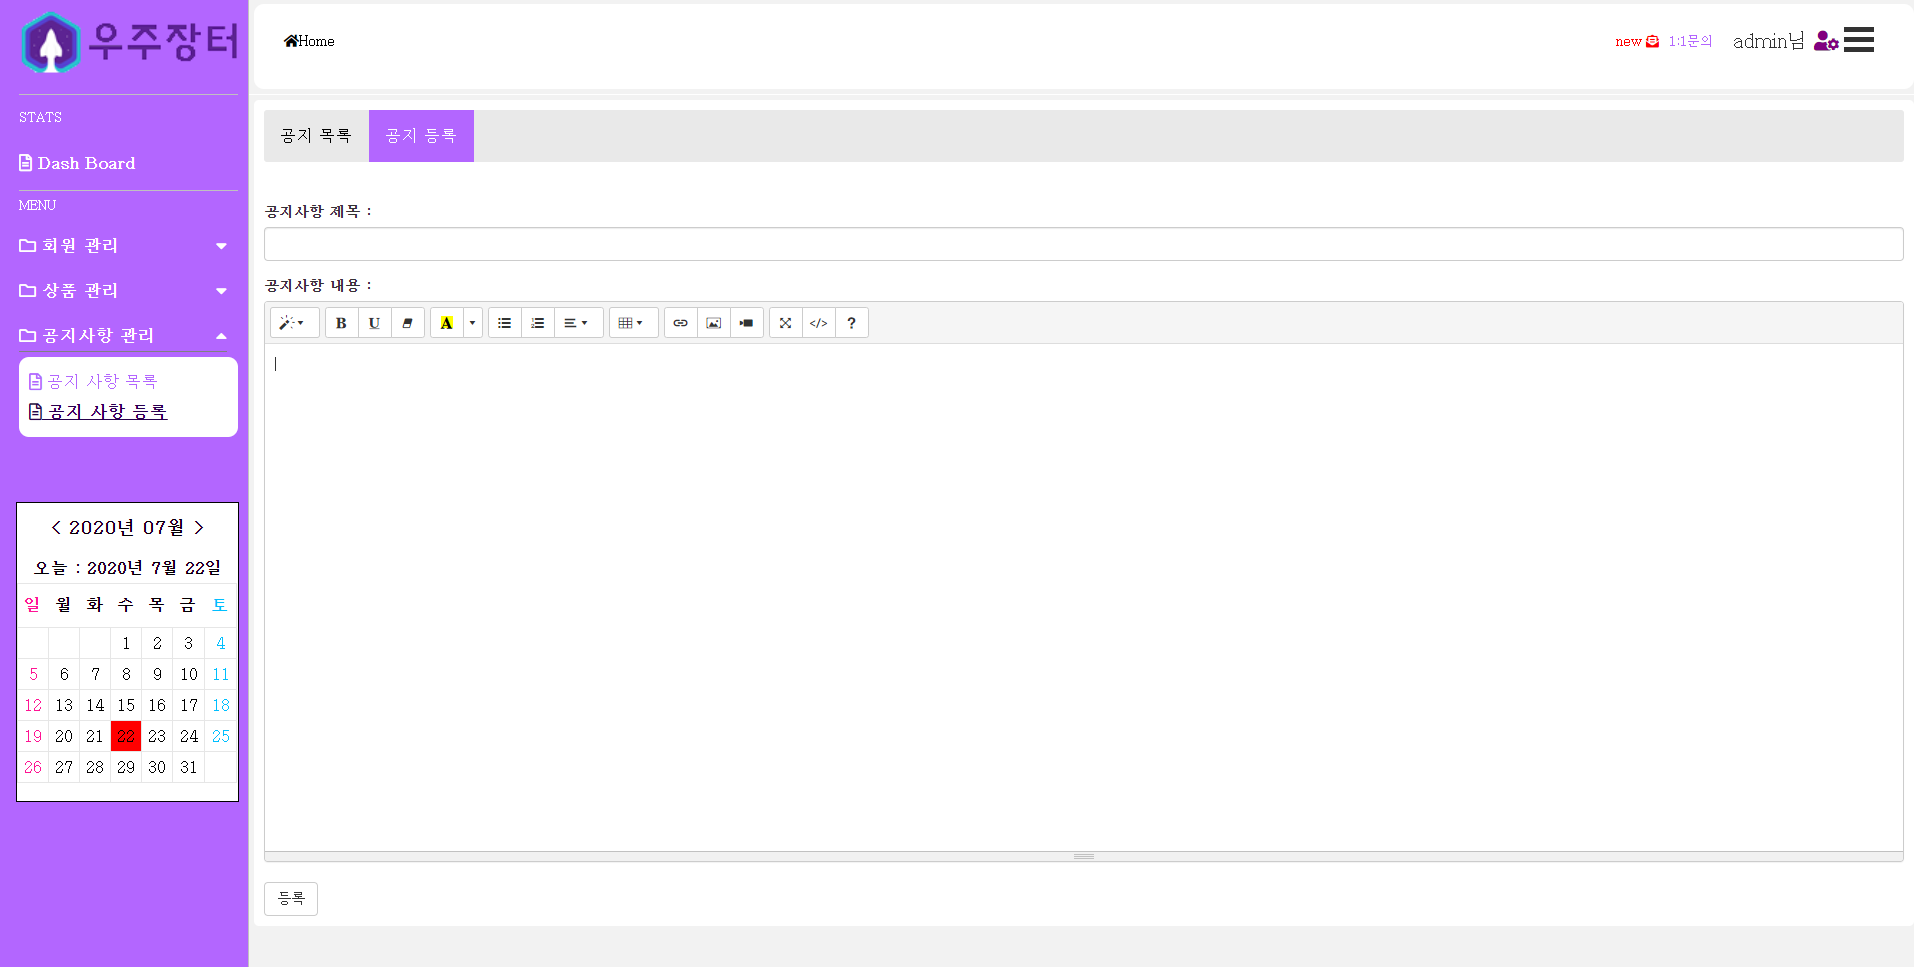 우주장터
Home
new 1:1문의 admin님
STATS
Dash Board
MENU
회원 관리
상품 관리
공지사항 관리
공지 사항 목록
공지 사항 등록
< 2020년 07월 >
오늘 : 2020년 7월 22일
일 월 화 수 목 금 토
1 2 3 4
5 6 7 8 9 10 11
12 13 14 15 16 17 18
19 20 21 22 23 24 25
26 27 28 29 30 31
공지 목록 공지 등록
공지사항 제목 :
공지사항 내용 :
B U A </> ?
등록